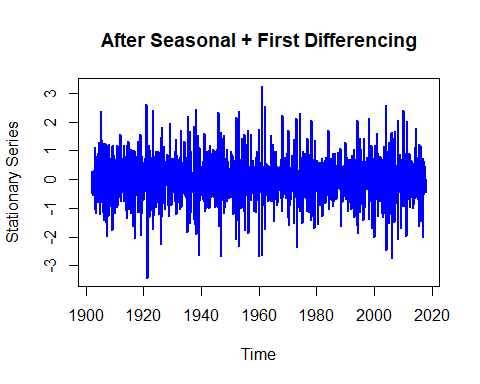 After Seasonal + First Differencing
Stationary Series
3
2
1
0
-1
-2
-3
1900 1920 1940 1960 1980 2000 2020
Time